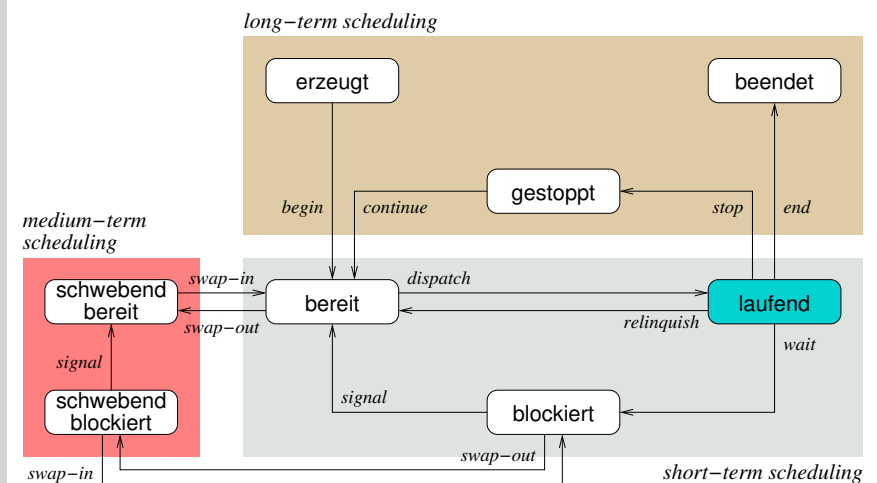 long-term scheduling
erzeugt
beendet
gestoppt
begin
continue
stop
end
medium-term
scheduling
schwebend
bereit
swap-in
swap-out
bereit
dispatch
relinquish
laufend
wait
signal
schwebend
blockiert
signal
blockiert
swap-out
swap-in
short-term scheduling